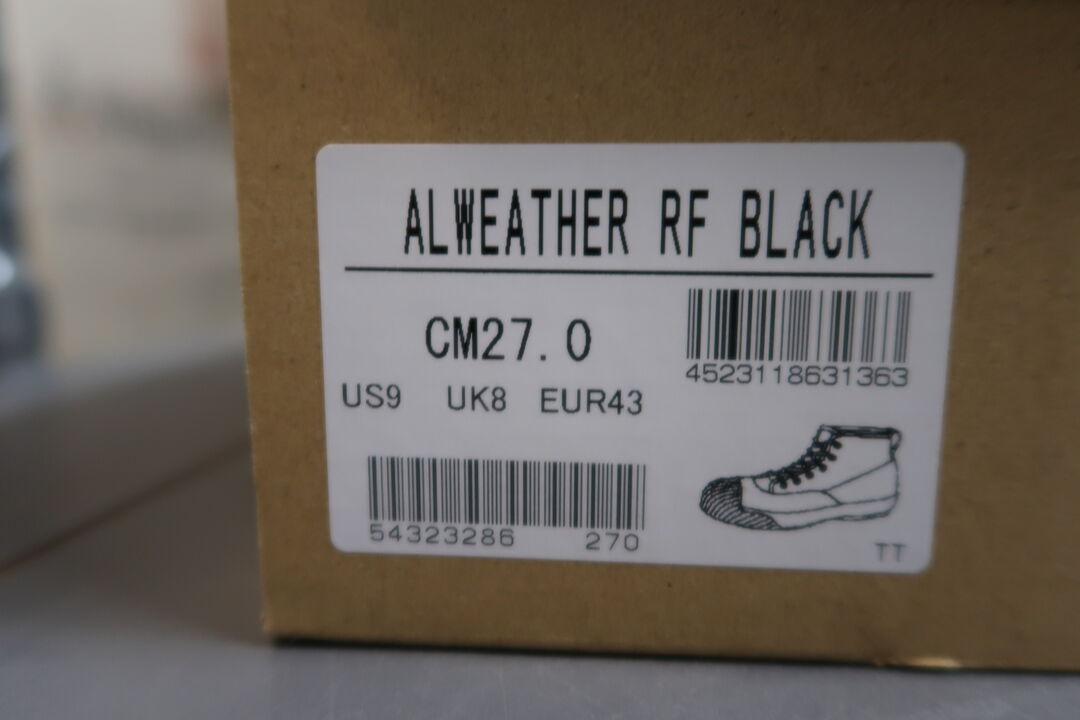 ALWEATHER RF BLACK
CM27.0
4523118631363
US9 UK8 EUR43
54323286 270
TT